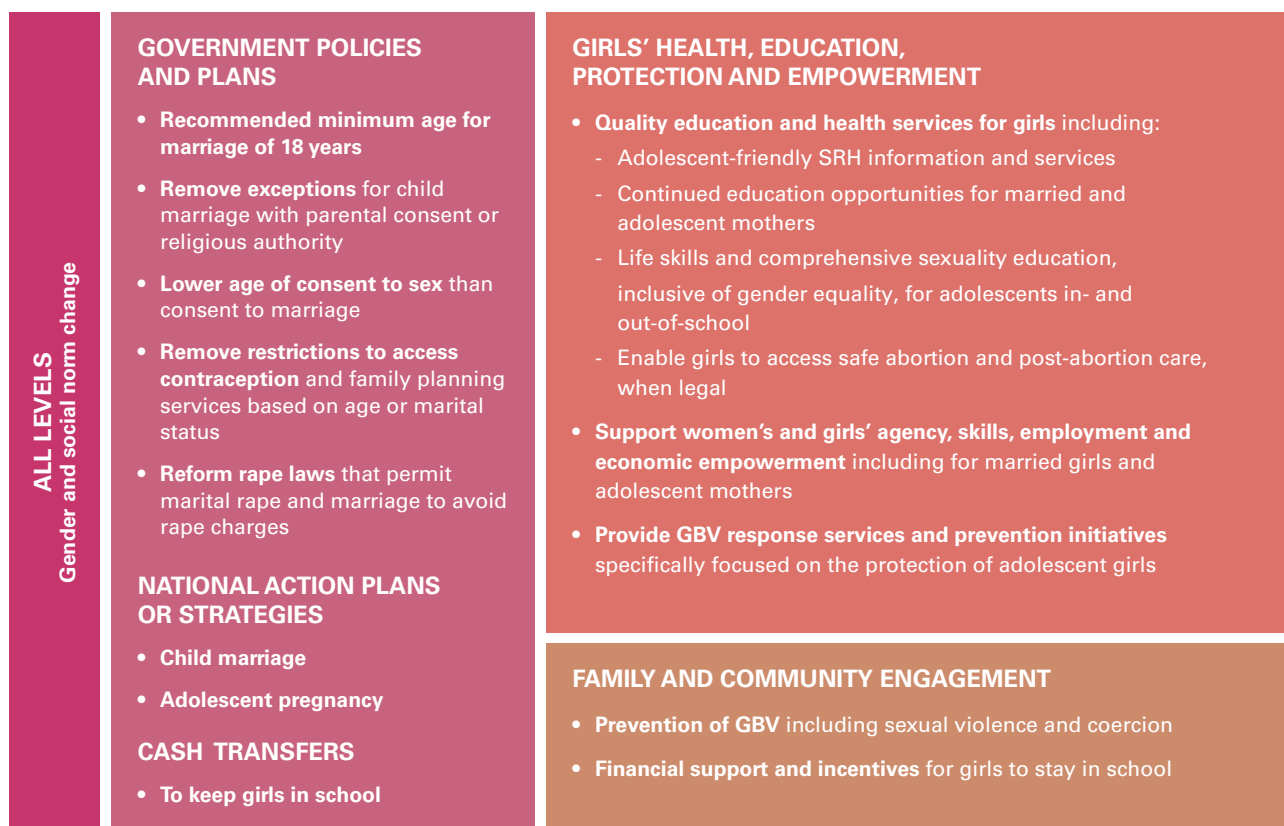 ALL LEVELS
Gender and social norm change
GOVERNMENT POLICIES
AND PLANS
• Recommended minimum age for
marriage of 18 years
• Remove exceptions for child
marriage with parental consent or
religious authority
• Lower age of consent to sex than
consent to marriage
• Remove restrictions to access
contraception and family planning
services based on age or marital
status
• Reform rape laws that permit
marital rape and marriage to avoid
rape charges
NATIONAL ACTION PLANS
OR STRATEGIES
• Child marriage
• Adolescent pregnancy
CASH TRANSFERS
• To keep girls in school
GIRLS’ HEALTH, EDUCATION,
PROTECTION AND EMPOWERMENT
• Quality education and health services for girls including:
- Adolescent-friendly SRH information and services
- Continued education opportunities for married and
adolescent mothers
- Life skills and comprehensive sexuality education,
inclusive of gender equality, for adolescents in- and
out-of-school
- Enable girls to access safe abortion and post-abortion care,
when legal
• Support women’s and girls’ agency, skills, employment and
economic empowerment including for married girls and
adolescent mothers
• Provide GBV response services and prevention initiatives
specifically focused on the protection of adolescent girls
FAMILY AND COMMUNITY ENGAGEMENT
• Prevention of GBV including sexual violence and coercion
• Financial support and incentives for girls to stay in school